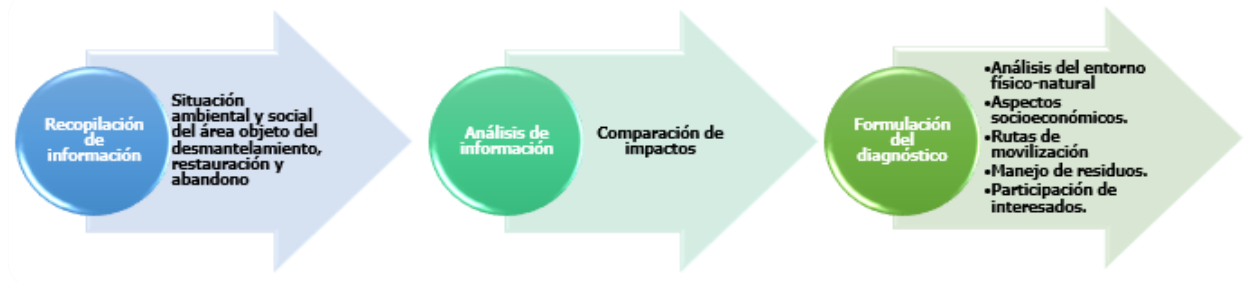 Recopilación
de
información
Situación
ambiental y social
del área objeto del
desmantelamiento,
restauración y
abandono
Análisis de
información
Comparación de
impactos
Formulación
del
diagnóstico
•Análisis del entorno
físico-natural
•Aspectos
socioeconómicos.
•Rutas de
movilización
•Manejo de residuos.
•Participación de
interesados.